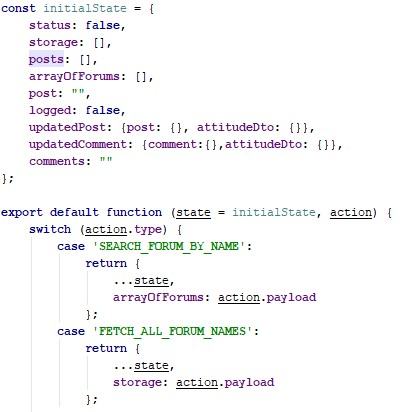 const initialState = {
    status: false,
    storage: [],
    posts: [],
    arrayOfForums: [],
    post: "",
    logged: false,
    updatedPost: {post: {}, attitudeDto: {}},
    updatedComment: {comment:{},attitudeDto: {}},
    comments: ""
};

export default function (state = initialState, action) {
    switch (action.type) {
        case 'SEARCH_FORUM_BY_NAME':
            return {
                ...state,
                arrayOfForums: action.payload
            };
        case 'FETCH_ALL_FORUM_NAMES':
            return {
                ...state,
                storage: action.payload
            };